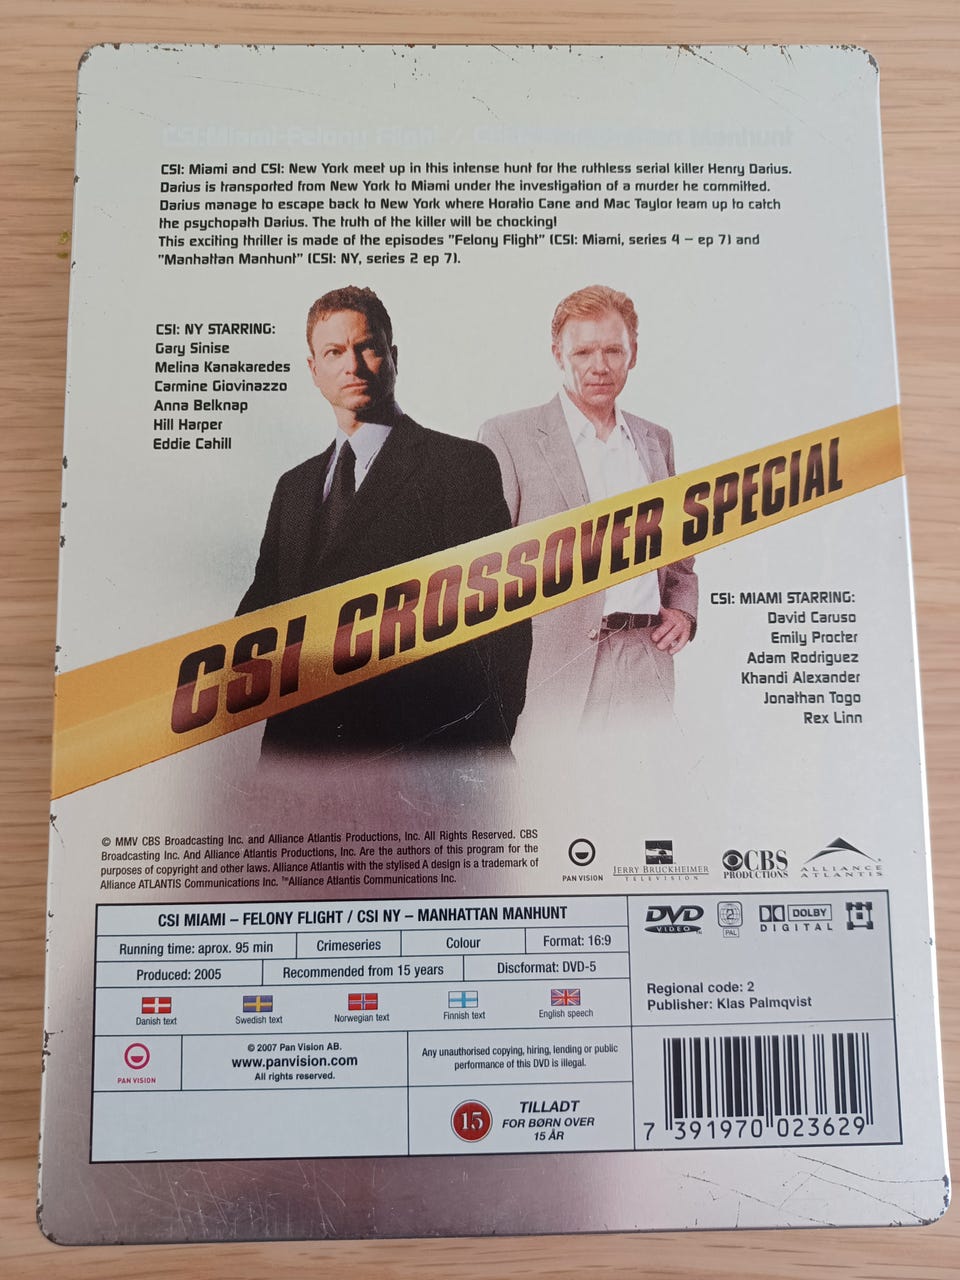 CSI:Miami-Felony Flight / CSI:NY-Manhattan Manhunt
CSI: Miami and CSI: New York meet up in this intense hunt for the ruthless serial killer Henry Darius.
Darius is transported from New York to Miami under the investigation of a murder he committed.
Darius manage to escape back to New York where Horatio Cane and Mac Taylor team up to catch
the psychopath Darius. The truth of the killer will be chocking!
This exciting thriller is made of the episodes "Felony Flight" (CSI: Miami, series 4 – ep 7) and
"Manhattan Manhunt" (CSI: NY, series 2 ep 7).
CSI: NY STARRING:
Gary Sinise
Melina Kanakaredes
Carmine Giovinazzo
Anna Belknap
Hill Harper
Eddie Cahill
CSI CROSSOVER SPECIAL
CSI: MIAMI STARRING:
David Caruso
Emily Procter
Adam Rodriguez
Khandi Alexander
Jonathan Togo
Rex Linn
© MMV CBS Broadcasting Inc. and Alliance Atlantis Productions, Inc. All Rights Reserved. CBS
Broadcasting Inc. And Alliance Atlantis Productions, Inc. Are the authors of this program for the
purposes of copyright and other laws. Alliance Atlantis with the stylised A design is a trademark of
Alliance ATLANTIS Communications Inc. ™Alliance Atlantis Communications Inc.
PAN VISION
JERRY BRUCKHEIMER
TELEVISION
CBS
PRODUCTIONS
ALLIANCE
ATLANTIS
CSI MIAMI – FELONY FLIGHT / CSI NY – MANHATTAN MANHUNT
Running time: aprox. 95 min
Crimeseries
Colour
Format: 16:9
Produced: 2005
Recommended from 15 years
Discformat: DVD-5
Danish text
Swedish text
Norwegian text
Finnish text
English speech
PAN VISION
© 2007 Pan Vision AB.
www.panvision.com
All rights reserved.
Any unauthorised copying, hiring, lending or public
performance of this DVD is illegal.
15
TILLADT
FOR BØRN OVER
15 ÅR
DVD
VIDEO™
2
PAL
DOLBY
DIGITAL
Regional code: 2
Publisher: Klas Palmqvist
7 391970 023629